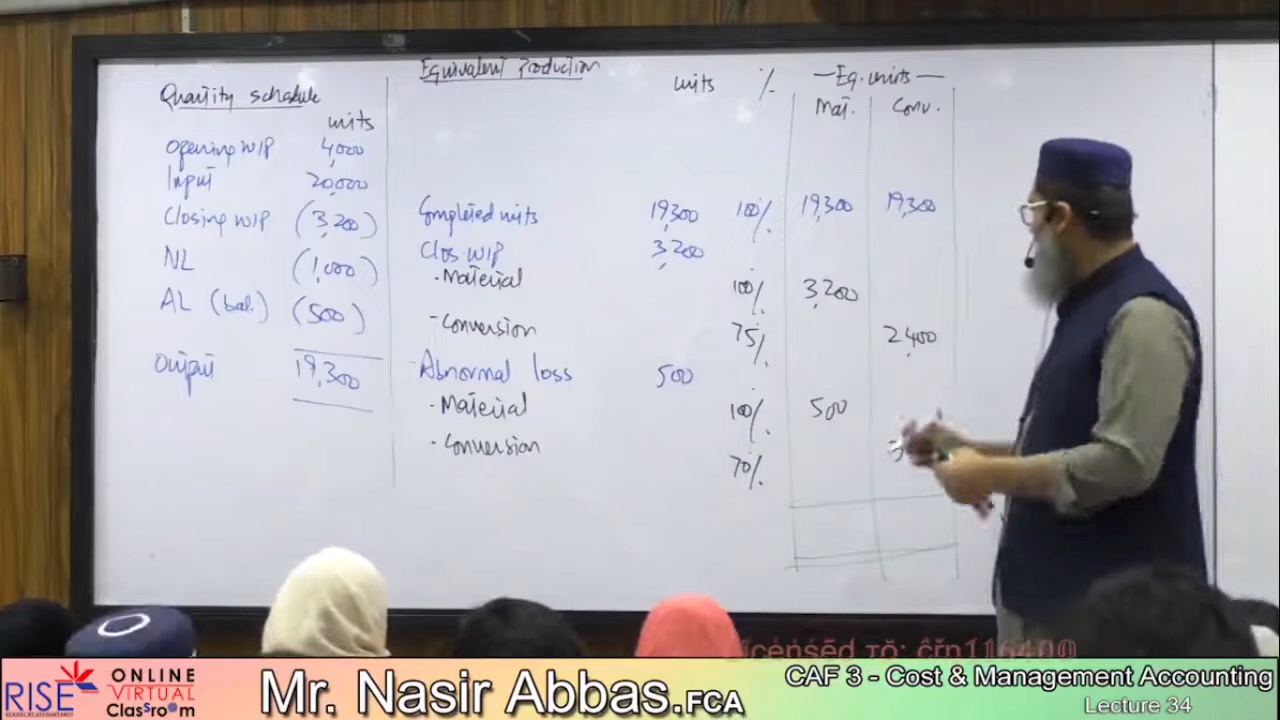 Quantity schedule
units
Opening WIP 4,000
Input 20,000
Closing WIP (3,200)
NL (1,000)
AL (bal.) (500)
Output 19,300
Equivalent Production
units % —Eq. units—
Mat. Conv.
Completed units 19,300 100% 19,300 19,300
Clos WIP 3,200
· Material 100% 3,200
- Conversion 75% 2,400
Abnormal loss 500
· Material 100% 500
· Conversion 70%
RISE
SCHOOL OF ACCOUNTANCY
ONLINE
VIRTUAL
ClassrooM
Mr. Nasir Abbas.FCA
CAF 3 - Cost & Management Accounting
Lecture 34